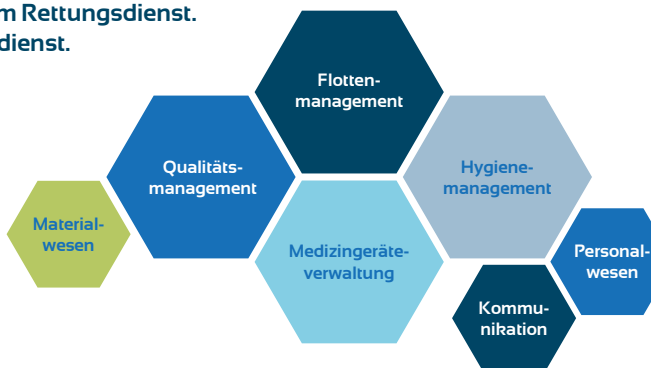 m Rettungsdienst.
dienst.
Flotten-
management
Qualitäts-
management
Hygiene-
management
Material-
wesen
Medizingeräte-
verwaltung
Personal-
wesen
Kommu-
nikation